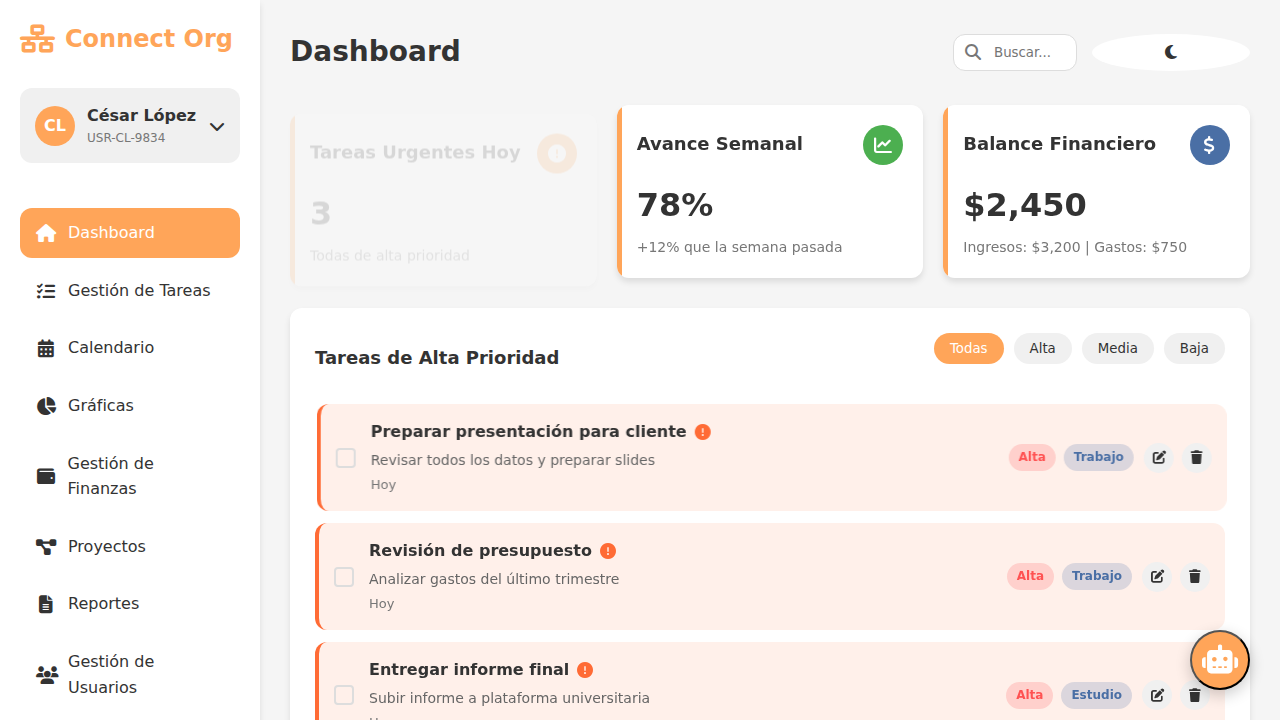 Connect Org
CL
César López
USR-CL-9834
Dashboard
Gestión de Tareas
Calendario
Gráficas
Gestión de
Finanzas
Proyectos
Reportes
Gestión de
Usuarios
Dashboard
Buscar...
Tareas Urgentes Hoy
3
Todas de alta prioridad
Avance Semanal
78%
+12% que la semana pasada
Balance Financiero
$2,450
Ingresos: $3,200 | Gastos: $750
Tareas de Alta Prioridad
Todas
Alta
Media
Baja
Preparar presentación para cliente
Revisar todos los datos y preparar slides
Hoy
Alta
Trabajo
Revisión de presupuesto
Analizar gastos del último trimestre
Hoy
Alta
Trabajo
Entregar informe final
Subir informe a plataforma universitaria
Alta
Estudio